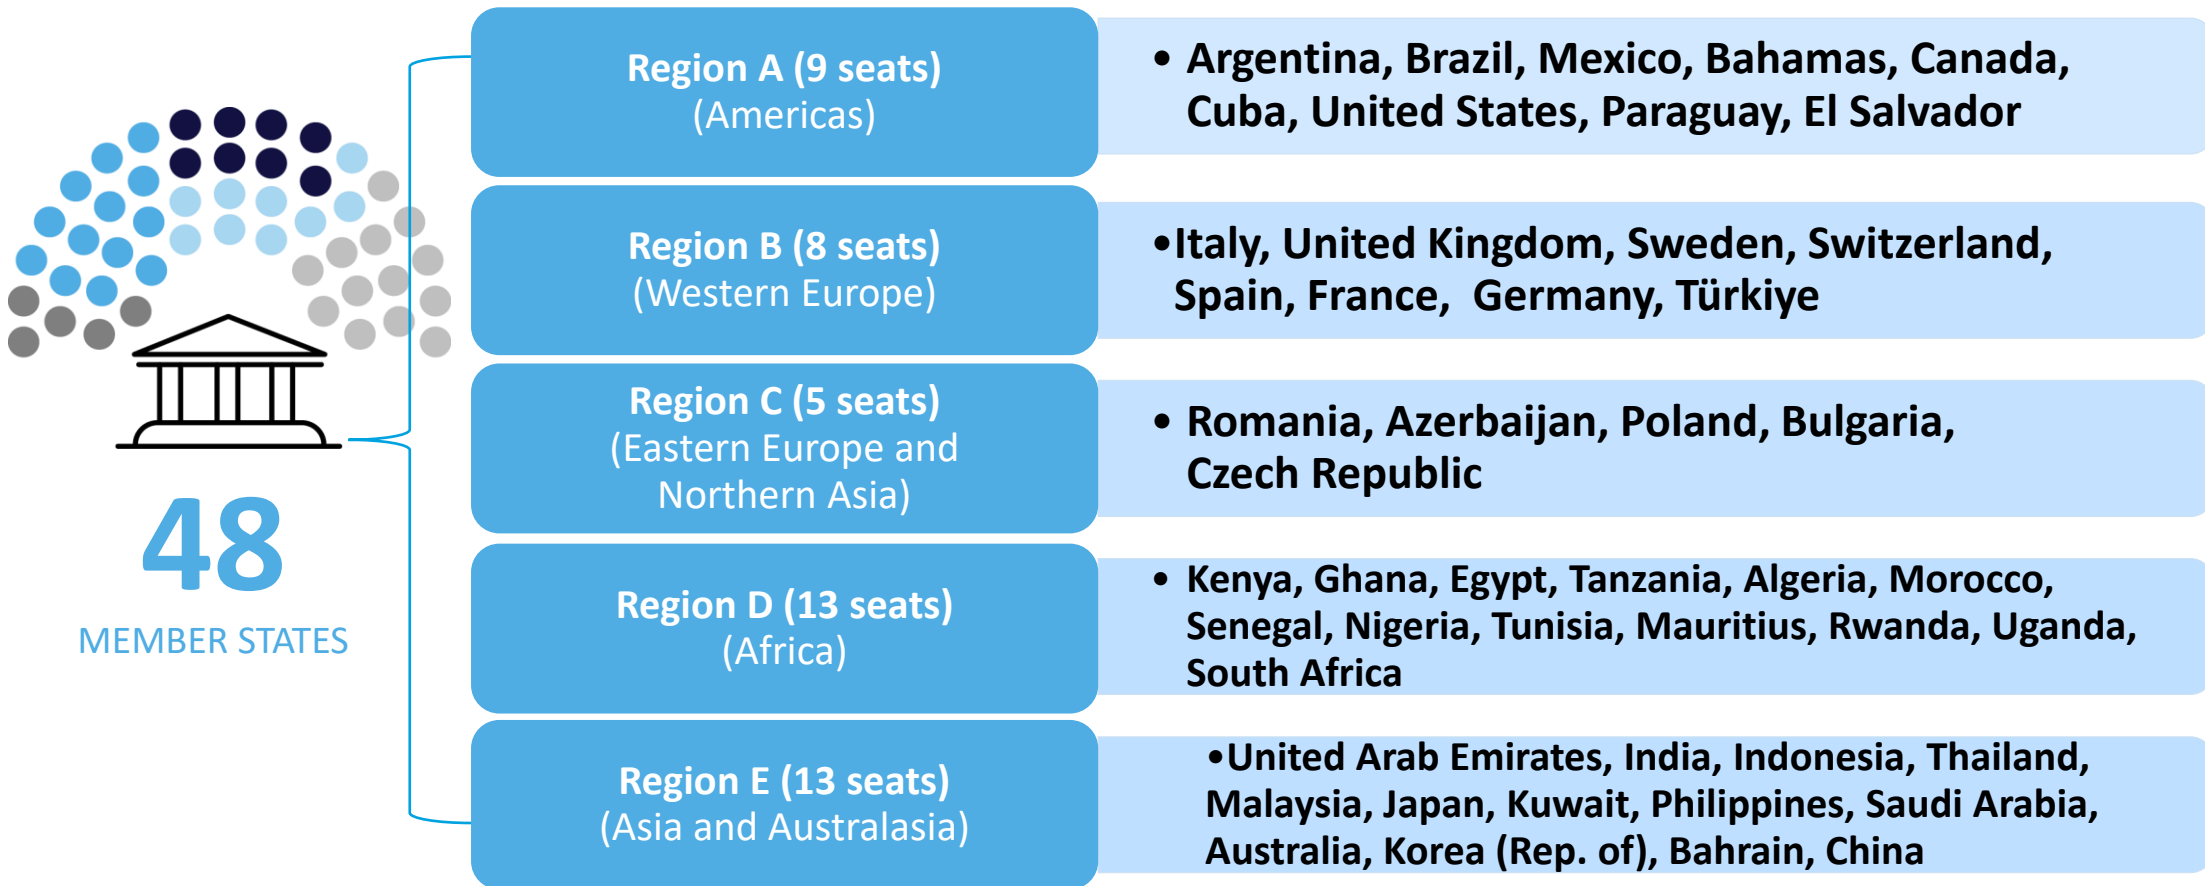 48
MEMBER STATES
Region A (9 seats)
(Americas)
• Argentina, Brazil, Mexico, Bahamas, Canada,
Cuba, United States, Paraguay, El Salvador
Region B (8 seats)
(Western Europe)
•Italy, United Kingdom, Sweden, Switzerland,
Spain, France,  Germany, Türkiye
Region C (5 seats)
(Eastern Europe and
Northern Asia)
• Romania, Azerbaijan, Poland, Bulgaria,
Czech Republic
Region D (13 seats)
(Africa)
• Kenya, Ghana, Egypt, Tanzania, Algeria, Morocco,
Senegal, Nigeria, Tunisia, Mauritius, Rwanda, Uganda,
South Africa
Region E (13 seats)
(Asia and Australasia)
•United Arab Emirates, India, Indonesia, Thailand,
Malaysia, Japan, Kuwait, Philippines, Saudi Arabia,
Australia, Korea (Rep. of), Bahrain, China